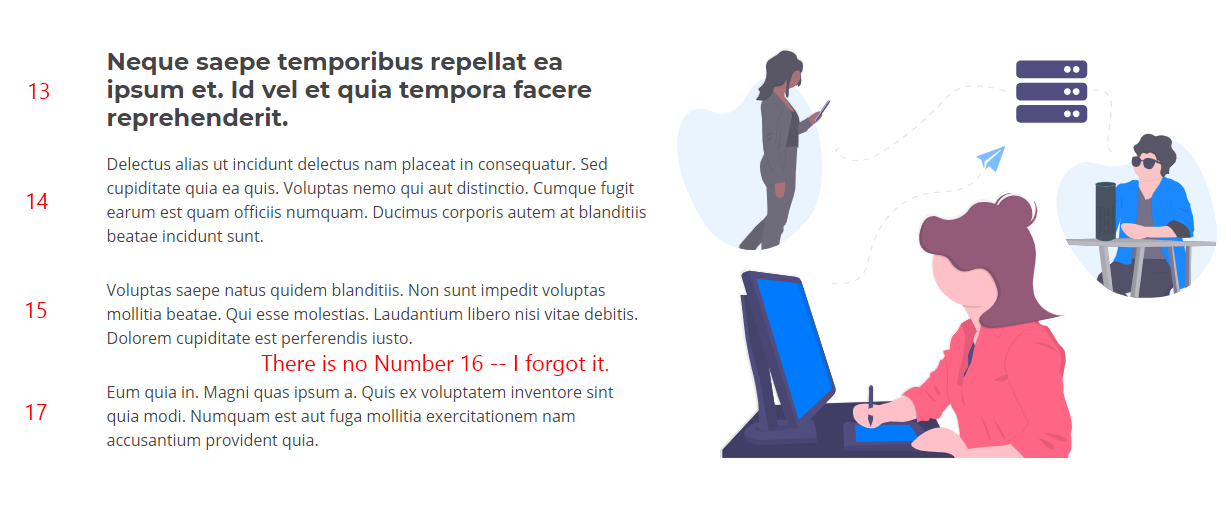 Neque saepe temporibus repellat ea
13 ipsum et. Id vel et quia tempora facere
reprehenderit.
Delectus alias ut incidunt delectus nam placeat in consequatur. Sed
cupiditate quia ea quis. Voluptas nemo qui aut distinctio. Cumque fugit
14 earum est quam officiis numquam. Ducimus corporis autem at blanditiis
beatae incidunt sunt.
Voluptas saepe natus quidem blanditiis. Non sunt impedit voluptas
15 mollitia beatae. Qui esse molestias. Laudantium libero nisi vitae debitis.
Dolorem cupiditate est perferendis iusto.
There is no Number 16 -- I forgot it.
Eum quia in. Magni quas ipsum a. Quis ex voluptatem inventore sint
17 quia modi. Numquam est aut fuga mollitia exercitationem nam
accusantium provident quia.